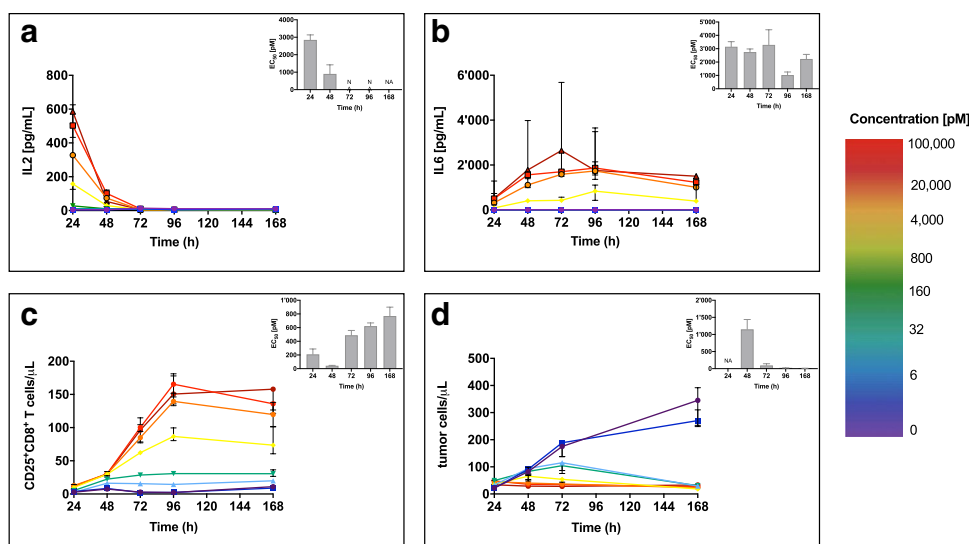 a
IL2 [pg/mL]
800
600
400
200
0
24 48 72 96 120 144 168
Time (h)
EC50 [pM]
4000
3000
2000
1000
0
N N NA
24 48 72 96 168
Time (h)
b
IL6 [pg/mL]
6'000
4'000
2'000
0
24 48 72 96 120 144 168
Time (h)
EC50 [pM]
5'000
4'000
3'000
2'000
1'000
0
24 48 72 96 168
Time (h)
Concentration [pM]
100,000
20,000
4,000
800
160
32
6
0
c
CD25+CD8+ T cells/µL
200
150
100
50
0
24 48 72 96 120 144 168
Time (h)
EC50 [pM]
1'000
800
600
400
200
0
24 48 72 96 168
Time (h)
d
tumor cells/µL
500
400
300
200
100
0
24 48 72 96 120 144 168
Time (h)
EC50 [pM]
2'000
1'500
1'000
500
0
NA
24 48 72 96 168
Time (h)